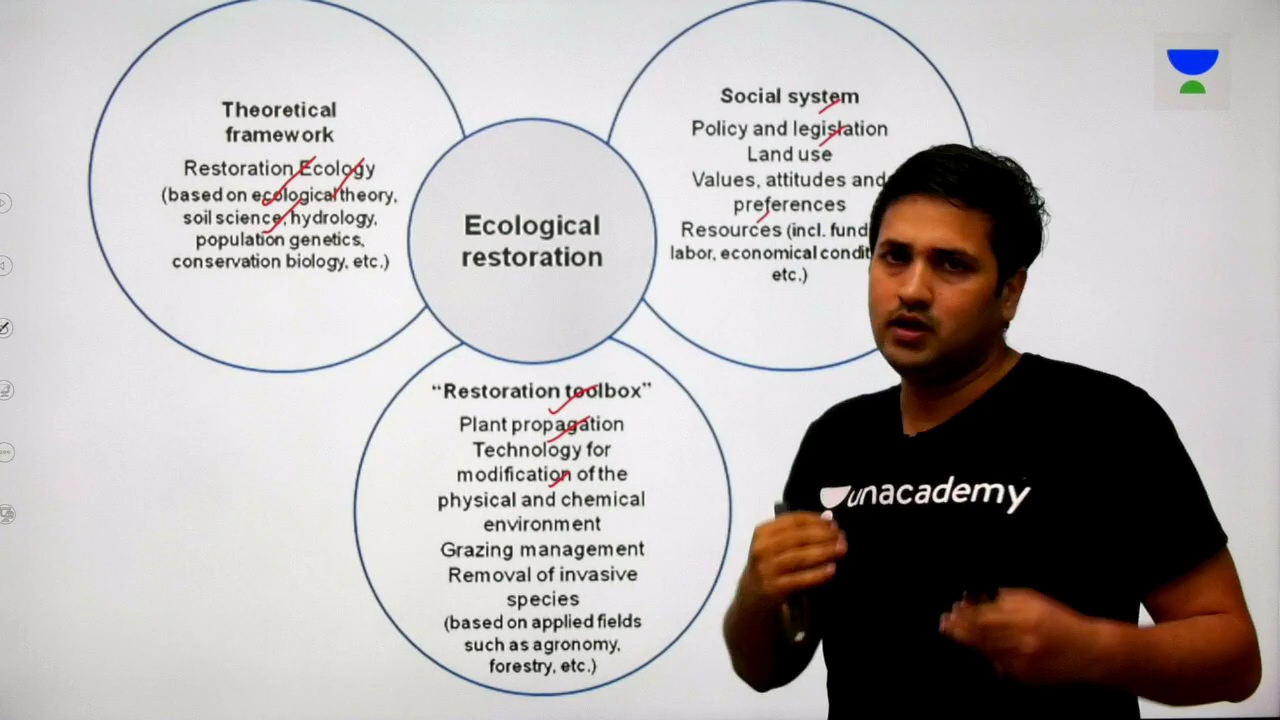 Theoretical
framework
Restoration Ecology
(based on ecological theory,
soil science, hydrology,
population genetics,
conservation biology, etc.)
Ecological
restoration
Social system
Policy and legislation
Land use
Values, attitudes and
preferences
Resources (incl. fund
labor, economical condit
etc.)
"Restoration toolbox"
Plant propagation
Technology for
modification of the
physical and chemical
environment
Grazing management
Removal of invasive
species
(based on applied fields
such as agronomy,
forestry, etc.)
unacademy